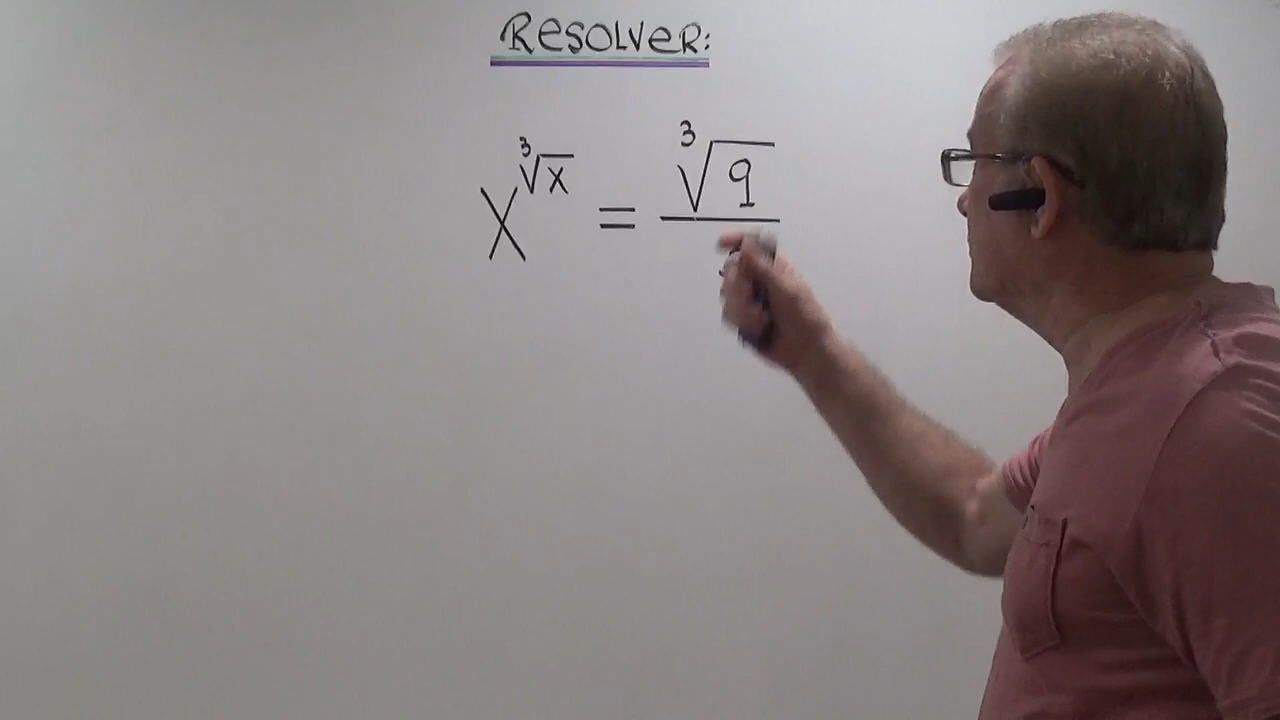 RESOLVER:
X^∛x = ∛9 /